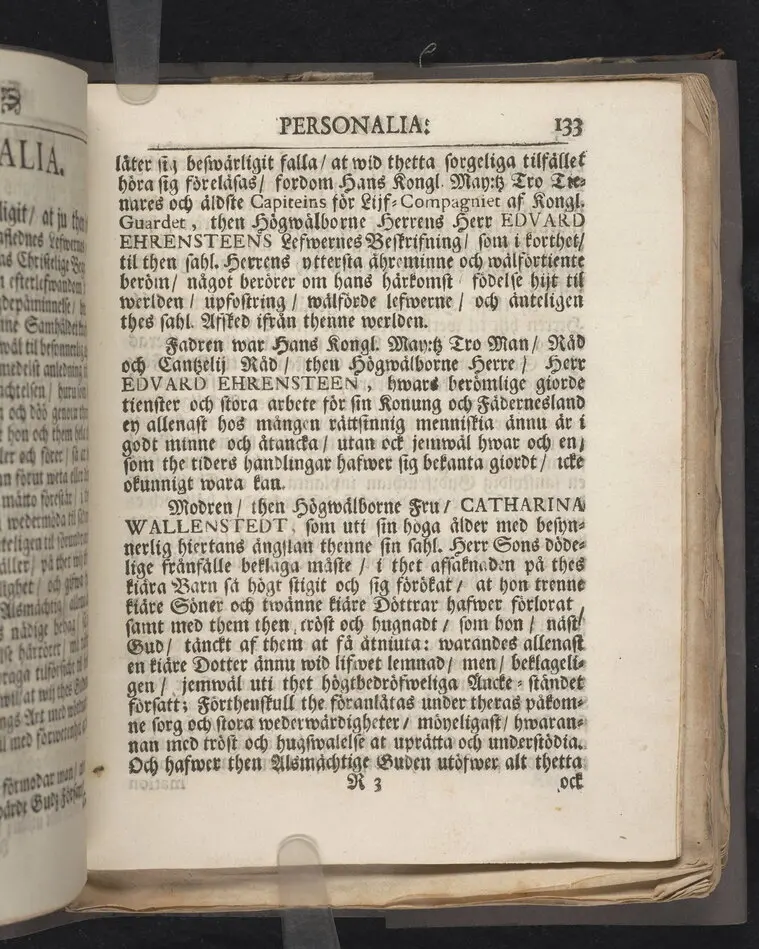 PERSONALIA: 133
låter sig beswärligit falla/ at wid thetta sorgeliga tilfället
höra sig föreläsas/ fordom Hans Kongl. May:tz Tro Tie-
nares och äldste Capiteins för Lijf-Compagniet af Kongl.
Guardet, then Högwälborne Herrens Herr EDVARD
EHRENSTEENS Lefwernes Beskrifning/ som i korthet/
til then sahl. Herrens yttersta ähreminne och wälförtiente
beröm/ något berörer om hans härkomst födelse hijt til
werlden/ upfostring/ wälförde lefwerne/ och änteligen
thes sahl. Afsked ifrån thenne werlden.
Fadren war Hans Kongl. May:tz Tro Man/ Råd
och Cantzelij Råd/ then Högwälborne Herre/ Herr
EDVARD EHRENSTEEN, hwars berömlige giorde
tienster och stora arbete för sin Konung och Fädernesland
ey allenast hos mången rättsinnig menniskia ännu är i
godt minne och åtancka/ utan ock jemwäl hwar och en/
som the tiders handlingar hafwer sig bekanta giordt/ icke
okunnigt wara kan.
Modren/ then Högwälborne Fru/ CATHARINA
WALLENSTEDT, som uti sin höga ålder med besyn-
nerlig hiertans ängslan thenne sin sahl. Herr Sons döde-
lige frånfälle beklaga måste/ i thet afsaknaden på thes
kiära Barn så högt stigit och sig förökat/ at hon trenne
kiäre Söner och twänne kiäre Döttrar hafwer förlorat/
samt med them then tröst och hugnadt/ som hon/ näst
Gud/ tänckt af them at få åtniuta: warandes allenast
en kiäre Dotter ännu wid lifwet lemnad/ men/ beklageli-
gen/ jemwäl uti thet högtbedröfweliga Ancke-ståndet
försatt; Förthenskull the föranlåtas under theras påkom-
ne sorg och stora wederwärdigheter/ möyeligast/ hwaran-
nan med tröst och hugswalelse at uprätta och understödia.
Och hafwer then Alsmächtige Guden utöfwer alt thetta
R 3 ock